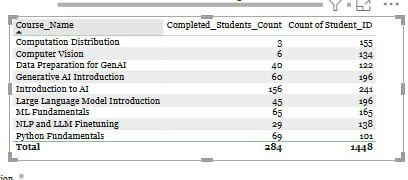 Course_Name Completed_Students_Count Count of Student_ID
Computation Distribution 3 155
Computer Vision 6 134
Data Preparation for GenAI 40 122
Generative AI Introduction 60 196
Introduction to AI 156 241
Large Language Model Introduction 45 196
ML Fundamentals 65 165
NLP and LLM Finetuning 29 138
Python Fundamentals 69 101
Total 284 1448